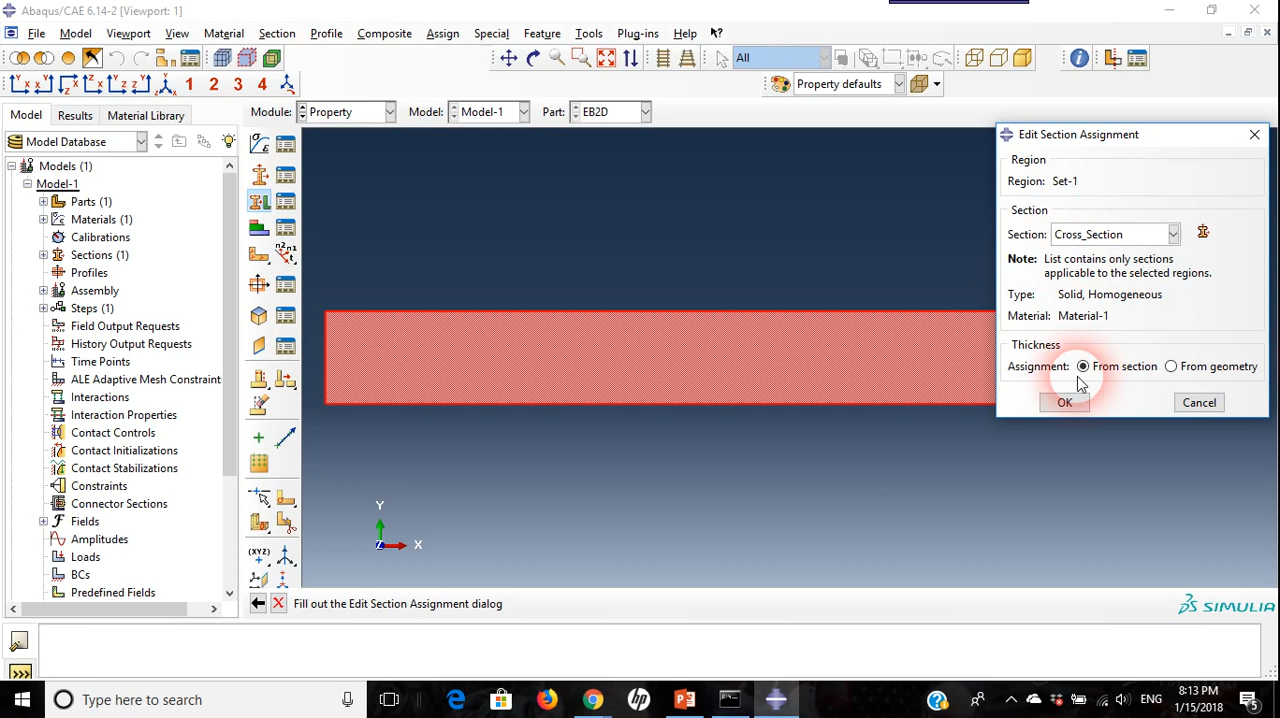 Abaqus/CAE 6.14-2 [Viewport: 1]
File Model Viewport View Material Section Profile Composite Assign Special Feature Tools Plug-ins Help
All
1 2 3 4
Property defaults
Model Results Material Library
Module: Property Model: Model-1 Part: EB2D
Model Database
Models (1)
Model-1
Parts (1)
Materials (1)
Calibrations
Sections (1)
Profiles
Assembly
Steps (1)
Field Output Requests
History Output Requests
Time Points
ALE Adaptive Mesh Constraint
Interactions
Interaction Properties
Contact Controls
Contact Initializations
Contact Stabilizations
Constraints
Connector Sections
Fields
Amplitudes
Loads
BCs
Predefined Fields
(XYZ)
Y
Z
X
Edit Section Assignment
Region
Region: Set-1
Section
Section: Cross_Section
Note: List contains only sections
applicable to the selected regions.
Type: Solid, Homogeneous
Material: Material-1
Thickness
Assignment: From section From geometry
OK Cancel
Fill out the Edit Section Assignment dialog
SIMULIA
>>>
Type here to search
ENG
8:13 PM
1/15/2018